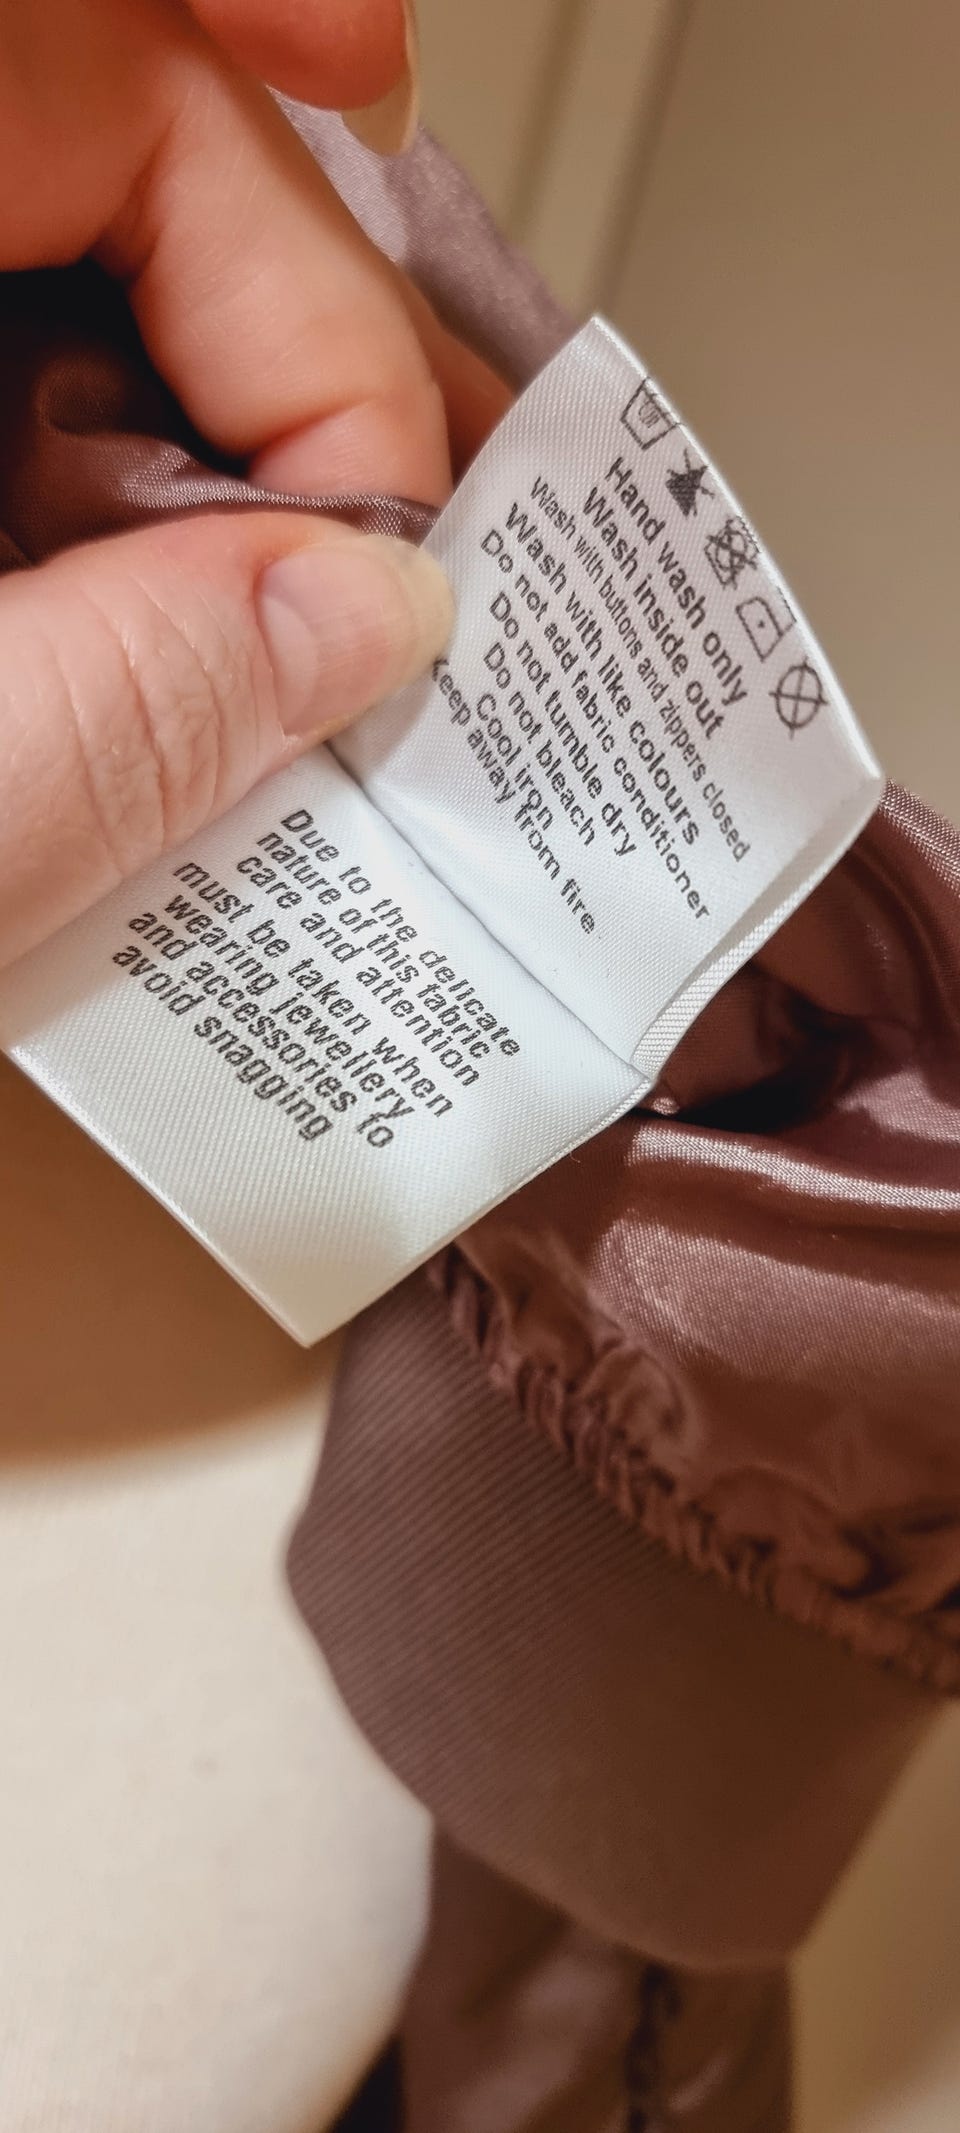 Hand wash only
Wash inside out
Wash with buttons and zippers closed
Wash with like colours
Do not add fabric conditioner
Do not tumble dry
Do not bleach
Cool iron
Keep away from fire
Due to the delicate
nature of this fabric
care and attention
must be taken when
wearing jewellery
and accessories to
avoid snagging